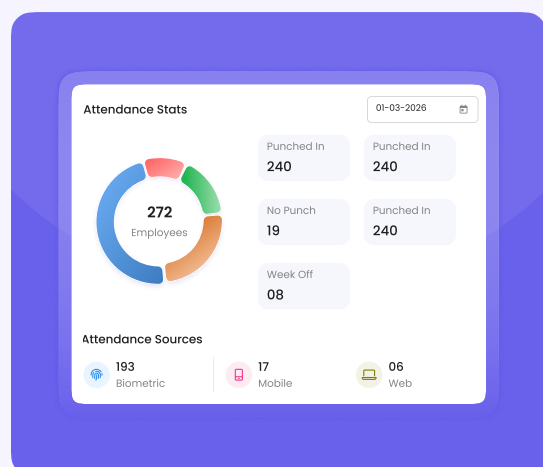 Attendance Stats
01-03-2026
272
Employees
Punched In
240
Punched In
240
No Punch
19
Punched In
240
Week Off
08
Attendance Sources
193
Biometric
17
Mobile
06
Web